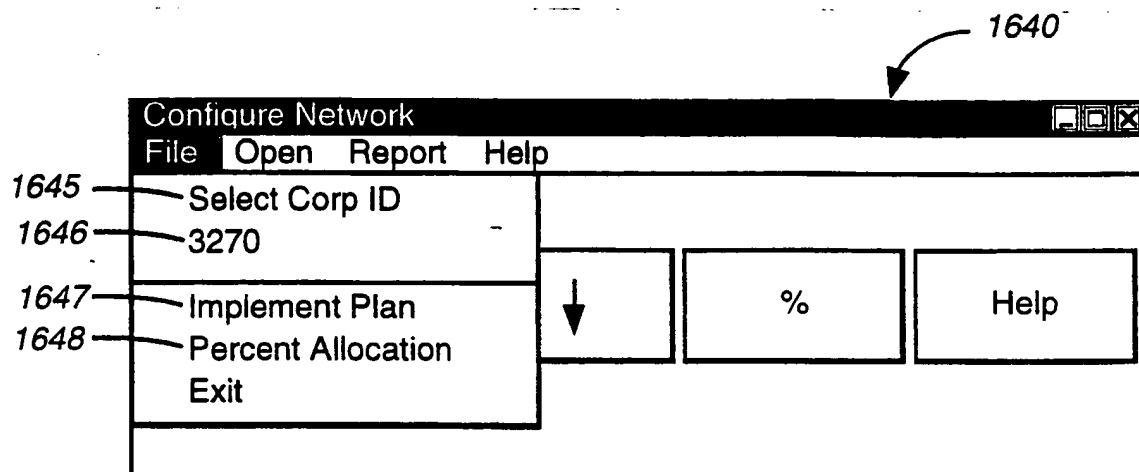 1640
Configure Network
File Open Report Help
1645 Select Corp ID
1646 3270
1647 Implement Plan
1648 Percent Allocation
Exit
% Help